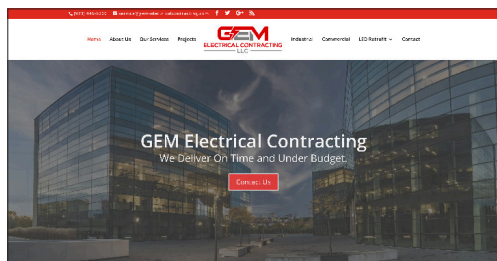 Home About Us Our Services Projects
GEM
ELECTRICAL CONTRACTING
LLC
Industrial Commercial LED Retrofit Contact
GEM Electrical Contracting
We Deliver On Time and Under Budget.
Contact Us